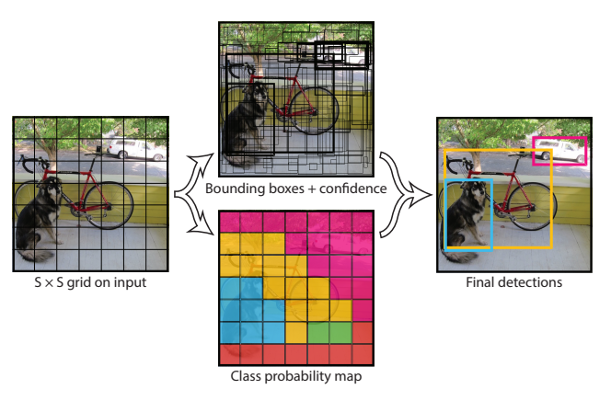 Bounding boxes + confidence
S × S grid on input
Final detections
Class probability map